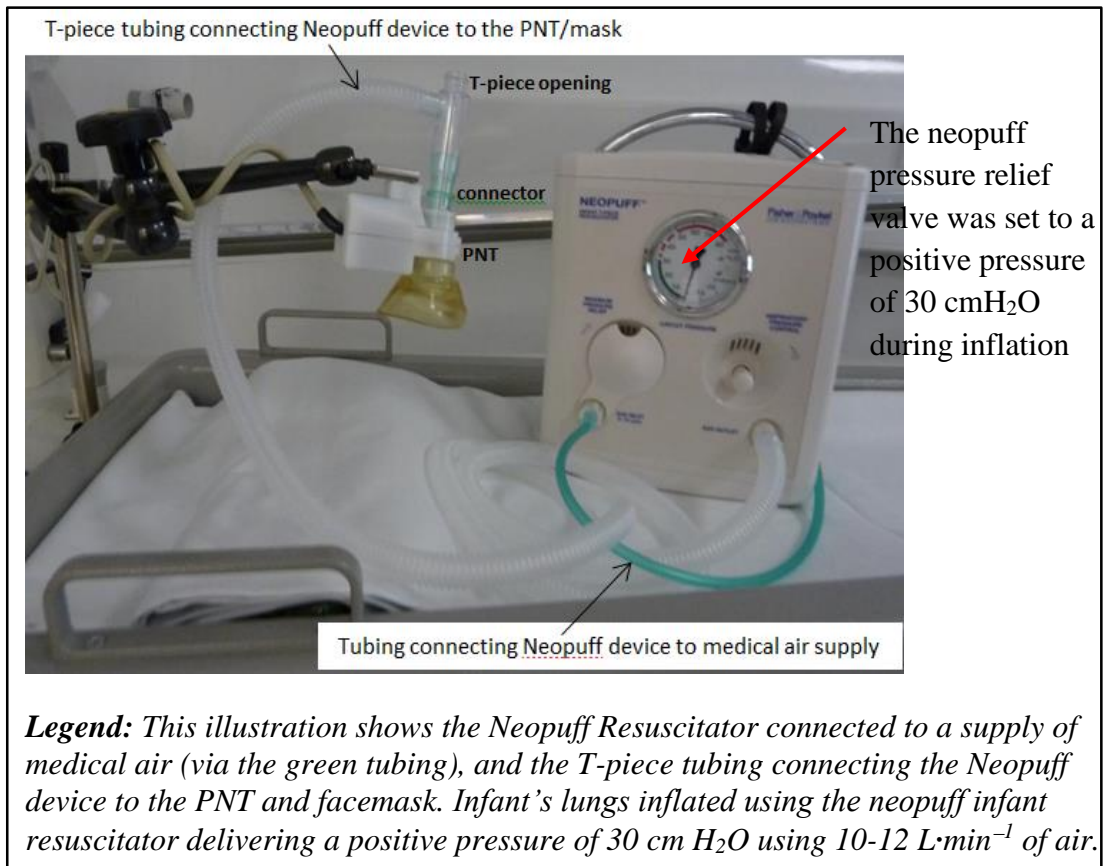 T-piece tubing connecting Neopuff device to the PNT/mask
T-piece opening
connector
PNT
NEOPUFF
Fisher & Paykel
The neopuff
pressure relief
valve was set to a
positive pressure
of 30 cmH₂O
during inflation
Tubing connecting Neopuff device to medical air supply
Legend: This illustration shows the Neopuff Resuscitator connected to a supply of
medical air (via the green tubing), and the T-piece tubing connecting the Neopuff
device to the PNT and facemask. Infant’s lungs inflated using the neopuff infant
resuscitator delivering a positive pressure of 30 cm H₂O using 10-12 L·min⁻¹ of air.